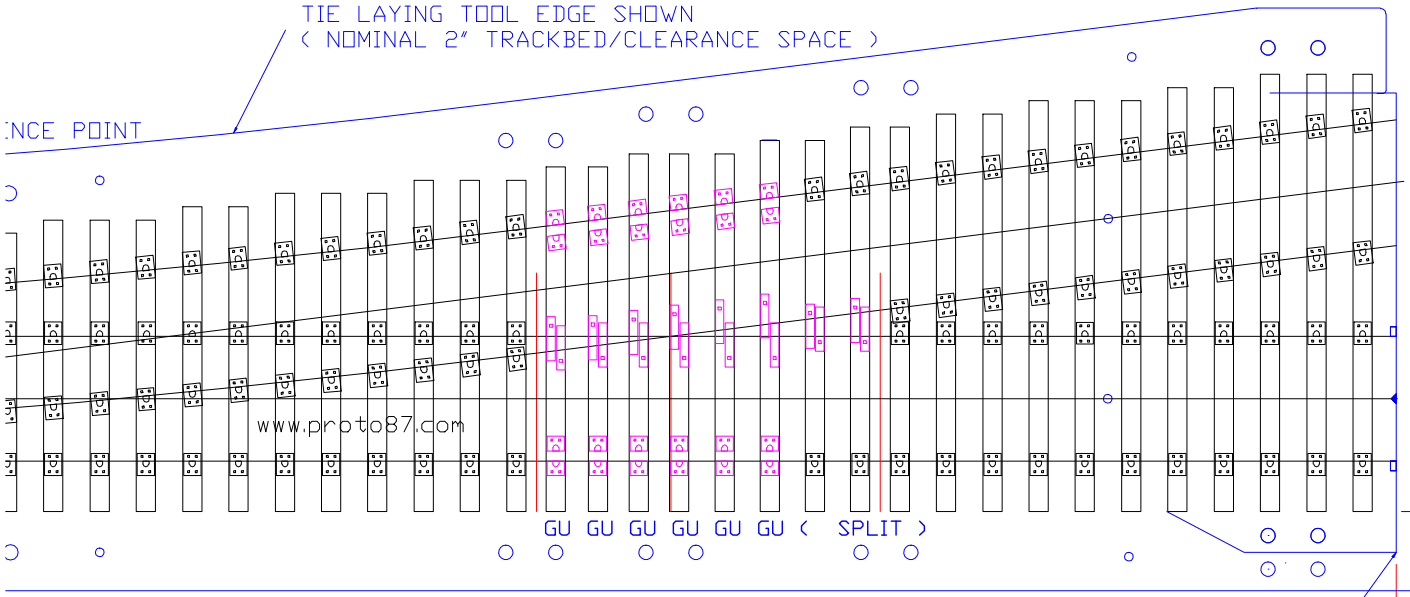 TIE LAYING TOOL EDGE SHOWN
( NOMINAL 2" TRACKBED/CLEARANCE SPACE )
ENCE POINT
www.proto87.com
GU GU GU GU GU GU ( SPLIT )